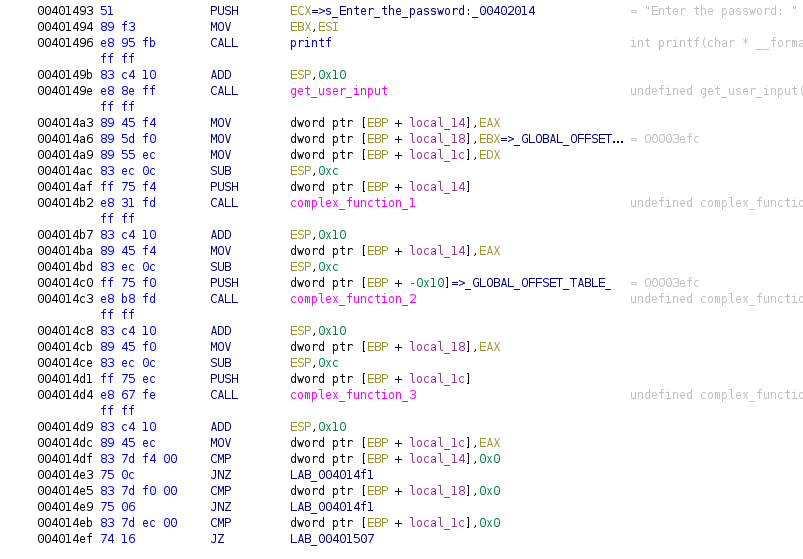 00401493 51 PUSH ECX=>s_Enter_the_password:_00402014 = "Enter the password: "
00401494 89 f3 MOV EBX,ESI
00401496 e8 95 fb CALL printf int printf(char * __forma
ff ff
0040149b 83 c4 10 ADD ESP,0x10
0040149e e8 8e ff CALL get_user_input undefined get_user_input(
ff ff
004014a3 89 45 f4 MOV dword ptr [EBP + local_14],EAX
004014a6 89 5d f0 MOV dword ptr [EBP + local_18],EBX=>_GLOBAL_OFFSET... = 00003efc
004014a9 89 55 ec MOV dword ptr [EBP + local_1c],EDX
004014ac 83 ec 0c SUB ESP,0xc
004014af ff 75 f4 PUSH dword ptr [EBP + local_14]
004014b2 e8 31 fd CALL complex_function_1 undefined complex_functio
ff ff
004014b7 83 c4 10 ADD ESP,0x10
004014ba 89 45 f4 MOV dword ptr [EBP + local_14],EAX
004014bd 83 ec 0c SUB ESP,0xc
004014c0 ff 75 f0 PUSH dword ptr [EBP + -0x10]=>_GLOBAL_OFFSET_TABLE_ = 00003efc
004014c3 e8 b8 fd CALL complex_function_2 undefined complex_functio
ff ff
004014c8 83 c4 10 ADD ESP,0x10
004014cb 89 45 f0 MOV dword ptr [EBP + local_18],EAX
004014ce 83 ec 0c SUB ESP,0xc
004014d1 ff 75 ec PUSH dword ptr [EBP + local_1c]
004014d4 e8 67 fe CALL complex_function_3 undefined complex_functio
ff ff
004014d9 83 c4 10 ADD ESP,0x10
004014dc 89 45 ec MOV dword ptr [EBP + local_1c],EAX
004014df 83 7d f4 00 CMP dword ptr [EBP + local_14],0x0
004014e3 75 0c JNZ LAB_004014f1
004014e5 83 7d f0 00 CMP dword ptr [EBP + local_18],0x0
004014e9 75 06 JNZ LAB_004014f1
004014eb 83 7d ec 00 CMP dword ptr [EBP + local_1c],0x0
004014ef 74 16 JZ LAB_00401507